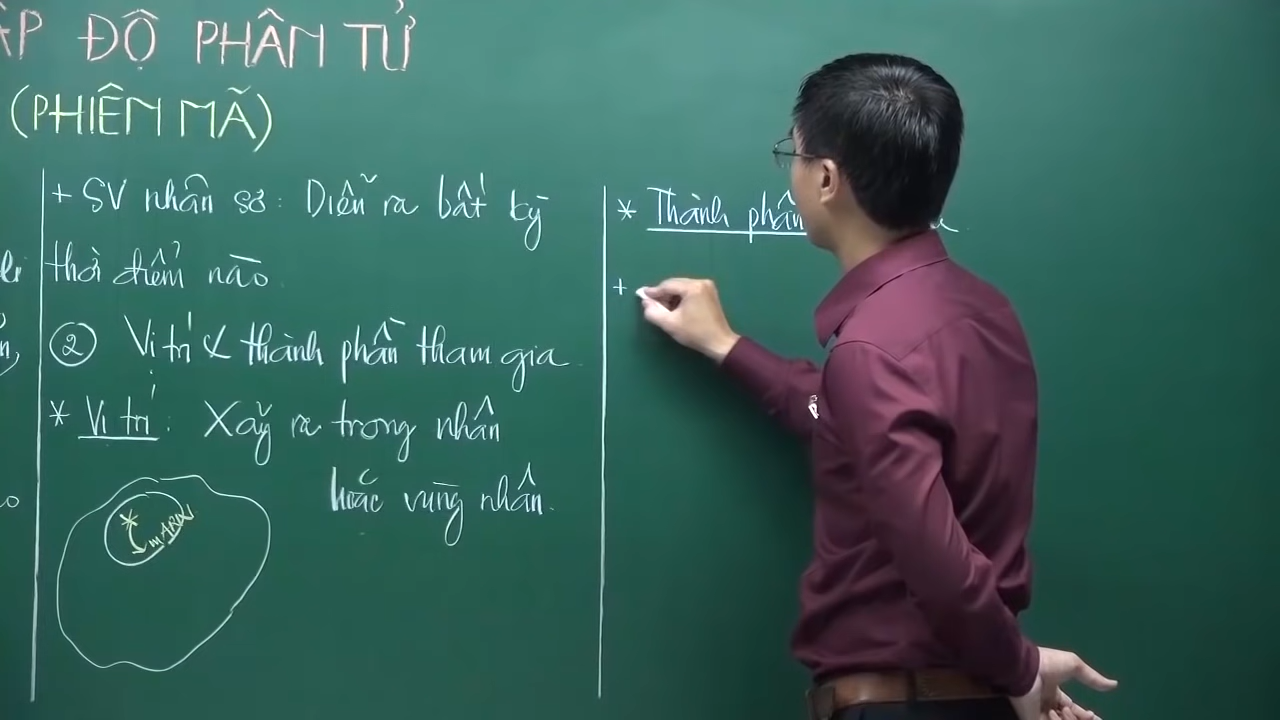 ĐỘ PHÂN TỬ
(PHIÊN MÃ)
+ SV nhân sơ: Diễn ra bất kỳ
thời điểm nào
② Vị trí & thành phần tham gia
* Vị trí: Xảy ra trong nhân
hoặc vùng nhân.
mARN
* Thành phần
+